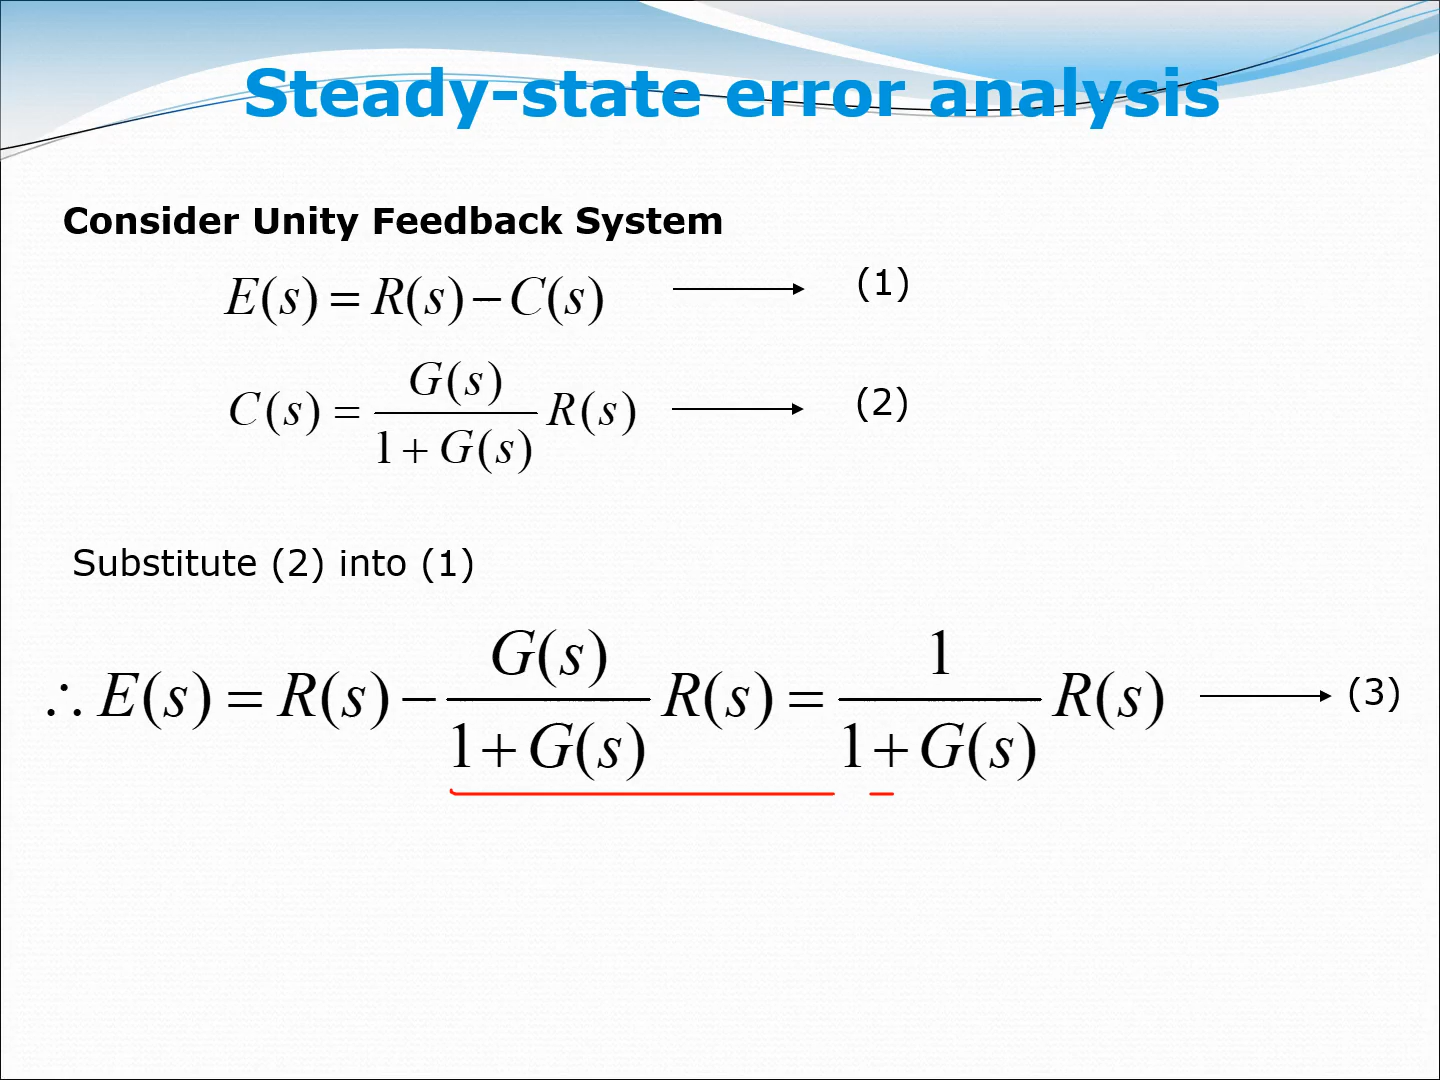 Steady-state error analysis
Consider Unity Feedback System
E(s) = R(s) − C(s) (1)
C(s) = G(s) / 1 + G(s) R(s) (2)
Substitute (2) into (1)
∴ E(s) = R(s) − G(s) / 1 + G(s) R(s) = 1 / 1 + G(s) R(s) (3)